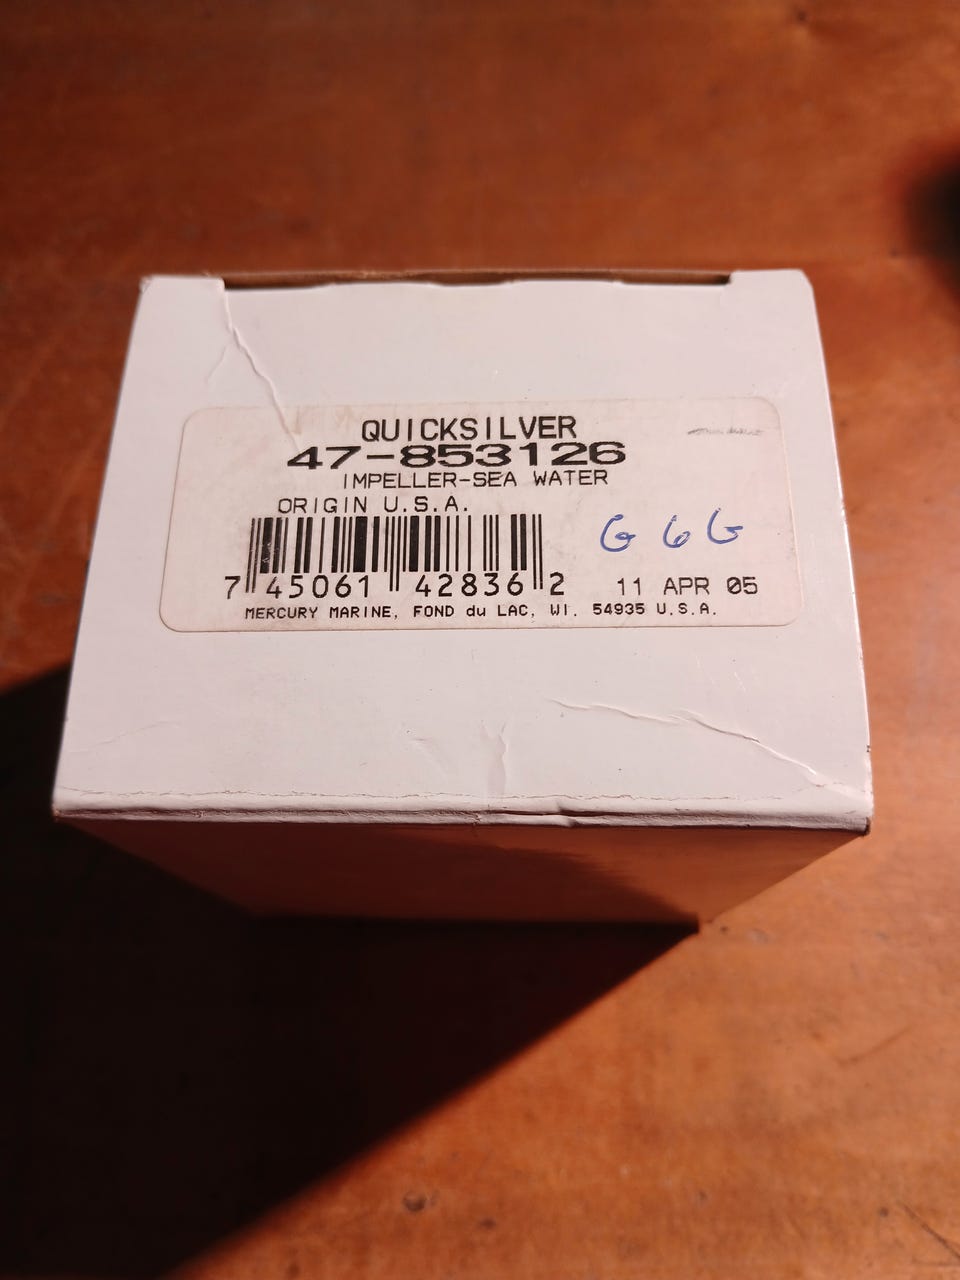 QUICKSILVER
47-853126
IMPELLER-SEA WATER
ORIGIN U.S.A.
G 6 G
7 45061 42836 2
11 APR 05
MERCURY MARINE, FOND du LAC, WI. 54935 U.S.A.